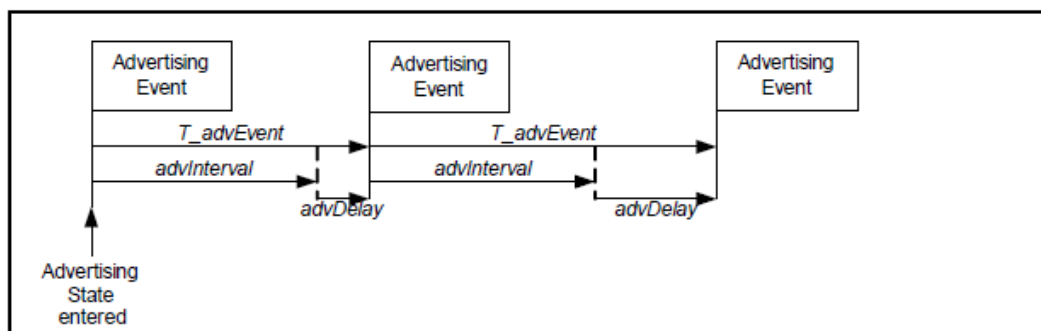 Advertising
Event
Advertising
Event
Advertising
Event
T_advEvent
T_advEvent
advInterval
advInterval
advDelay
advDelay
Advertising
State
entered